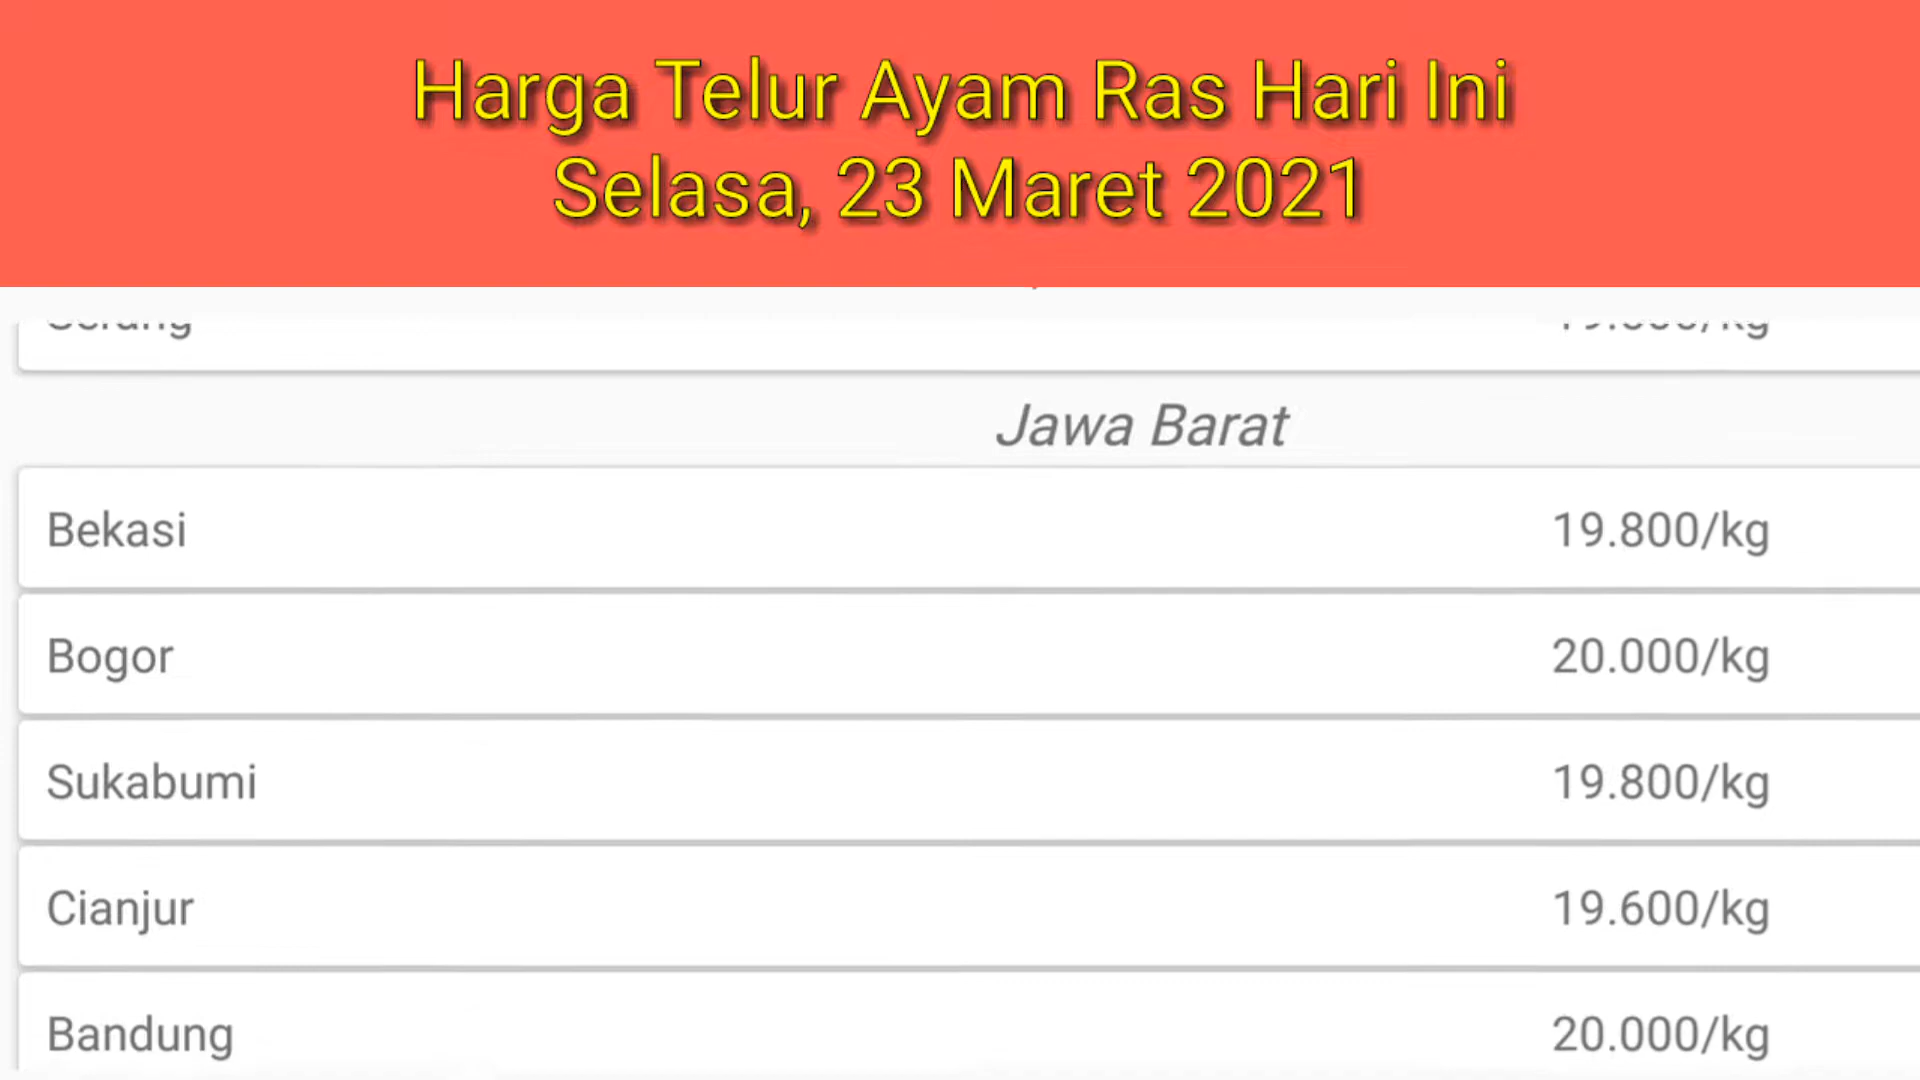 Harga Telur Ayam Ras Hari Ini
Selasa, 23 Maret 2021
Jawa Barat
Bekasi 19.800/kg
Bogor 20.000/kg
Sukabumi 19.800/kg
Cianjur 19.600/kg
Bandung 20.000/kg